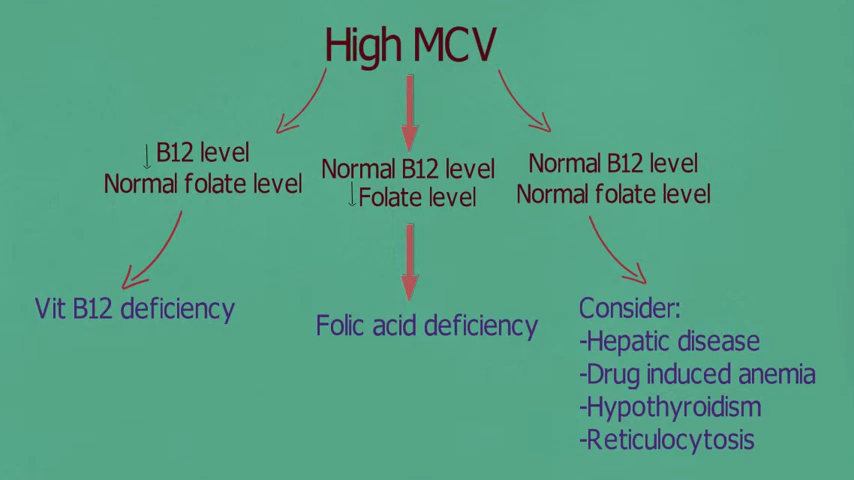 High MCV
↓ B12 level
Normal folate level
Normal B12 level
↓ Folate level
Normal B12 level
Normal folate level
Vit B12 deficiency
Folic acid deficiency
Consider:
-Hepatic disease
-Drug induced anemia
-Hypothyroidism
-Reticulocytosis